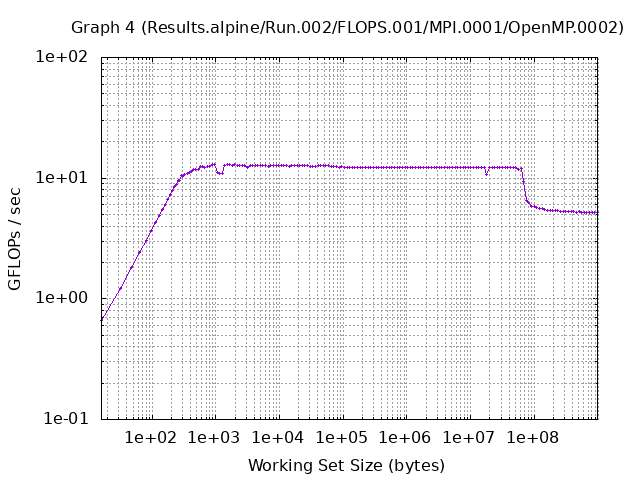 Graph 4 (Results.alpine/Run.002/FLOPS.001/MPI.0001/OpenMP.0002)
1e+02
1e+01
1e+00
1e-01
GFLOPs / sec
1e+02 1e+03 1e+04 1e+05 1e+06 1e+07 1e+08
Working Set Size (bytes)